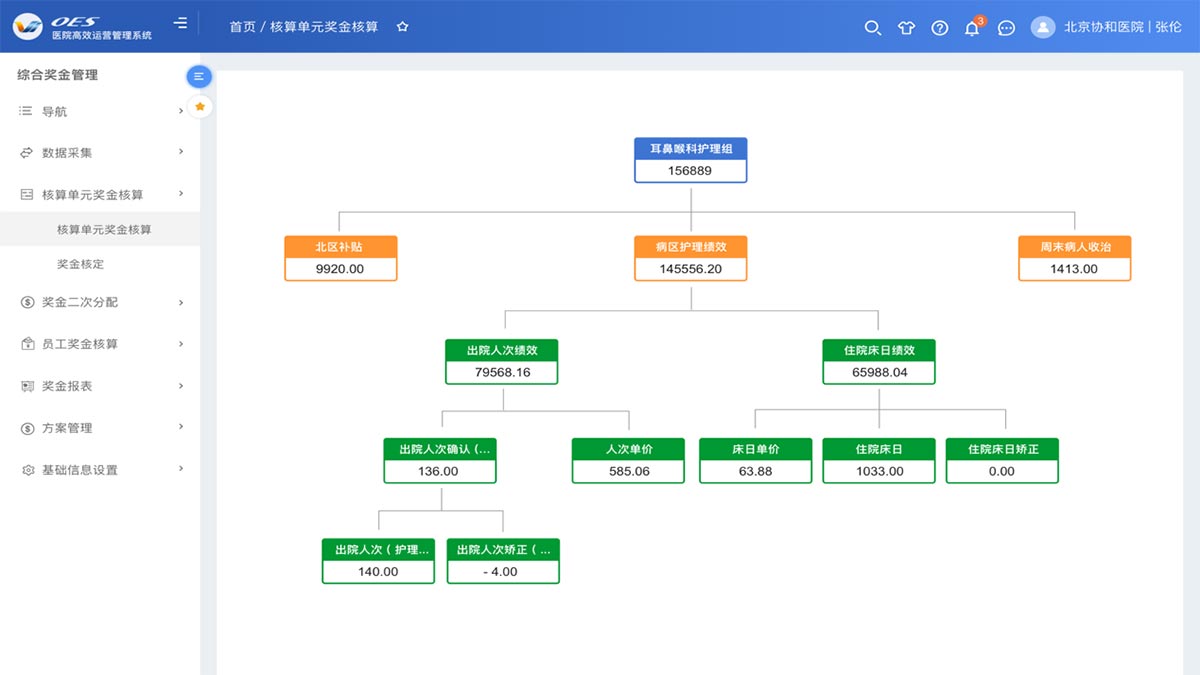 OES
医院高效运营管理系统
首页 / 核算单元奖金核算
3
北京协和医院 | 张伦
综合奖金管理
导航
数据采集
核算单元奖金核算
核算单元奖金核算
奖金核定
奖金二次分配
员工奖金核算
奖金报表
方案管理
基础信息设置
耳鼻喉科护理组
156889
北区补贴
9920.00
病区护理绩效
145556.20
周末病人收治
1413.00
出院人次绩效
79568.16
住院床日绩效
65988.04
出院人次确认 (...
136.00
人次单价
585.06
床日单价
63.88
住院床日
1033.00
住院床日矫正
0.00
出院人次 ( 护理...
140.00
出院人次矫正 ( ...
- 4.00